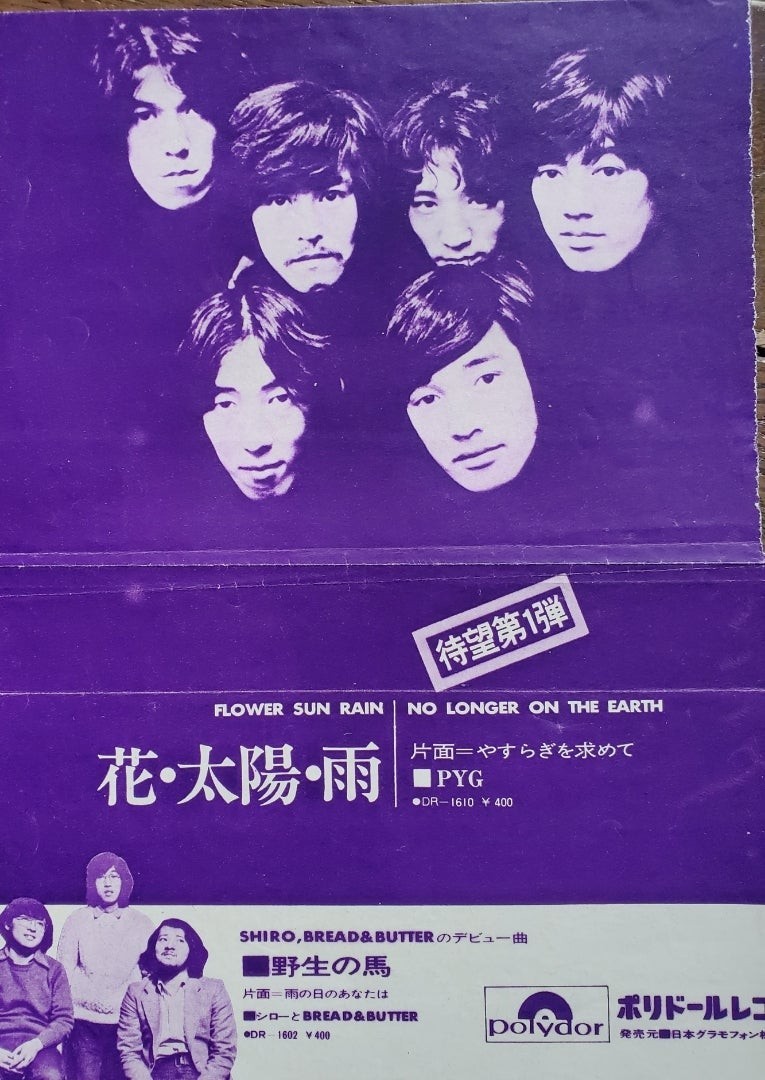 待望第1弾
FLOWER SUN RAIN
NO LONGER ON THE EARTH
花・太陽・雨
片面=やすらぎを求めて
■PYG
●DR-1610 ¥400
SHIRO,BREAD&BUTTERのデビュー曲
■野生の馬
片面=雨の日のあなたは
■シローとBREAD&BUTTER
●DR-1602 ¥400
polydor
ポリドールレコ
発売元■日本グラモフォン株